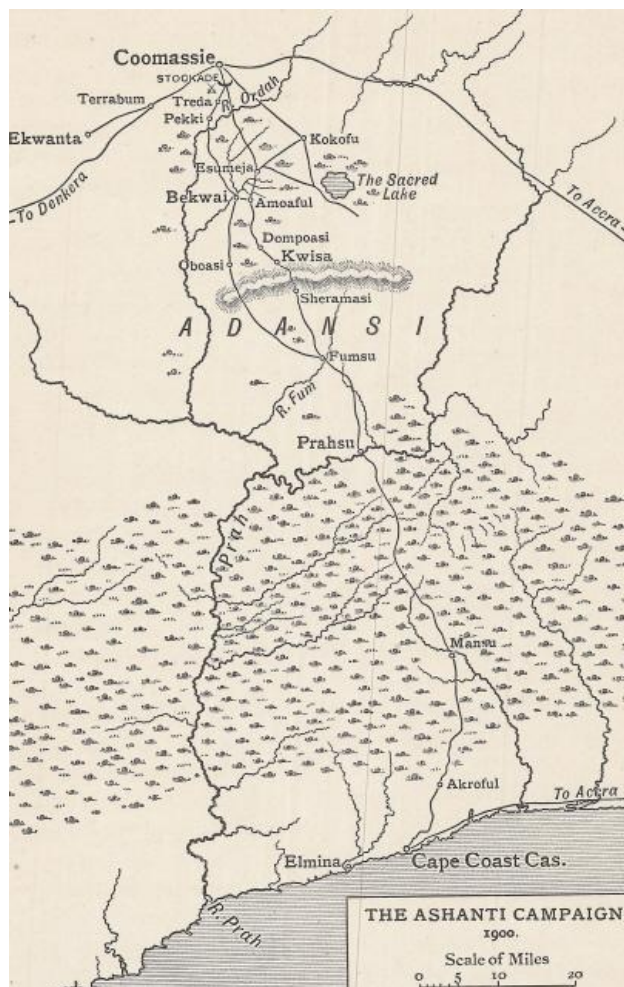 Coomassie
STOCKADE
R. Ordah
Terrabum
Treda
Pekki
Ekwanta
Kokofu
Esumeja
The Sacred
Lake
To Denkera
To Accra
Bekwai
Amoaful
Dompoasi
Kwisa
Oboasi
Sheramasi
ADANSI
Fumsu
R. Fum
Prahsu
Prah
Mansu
Akroful
To Accra
Elmina
Cape Coast Cas.
R. Prah
THE ASHANTI CAMPAIGN
1900.
Scale of Miles
0 5 10 20